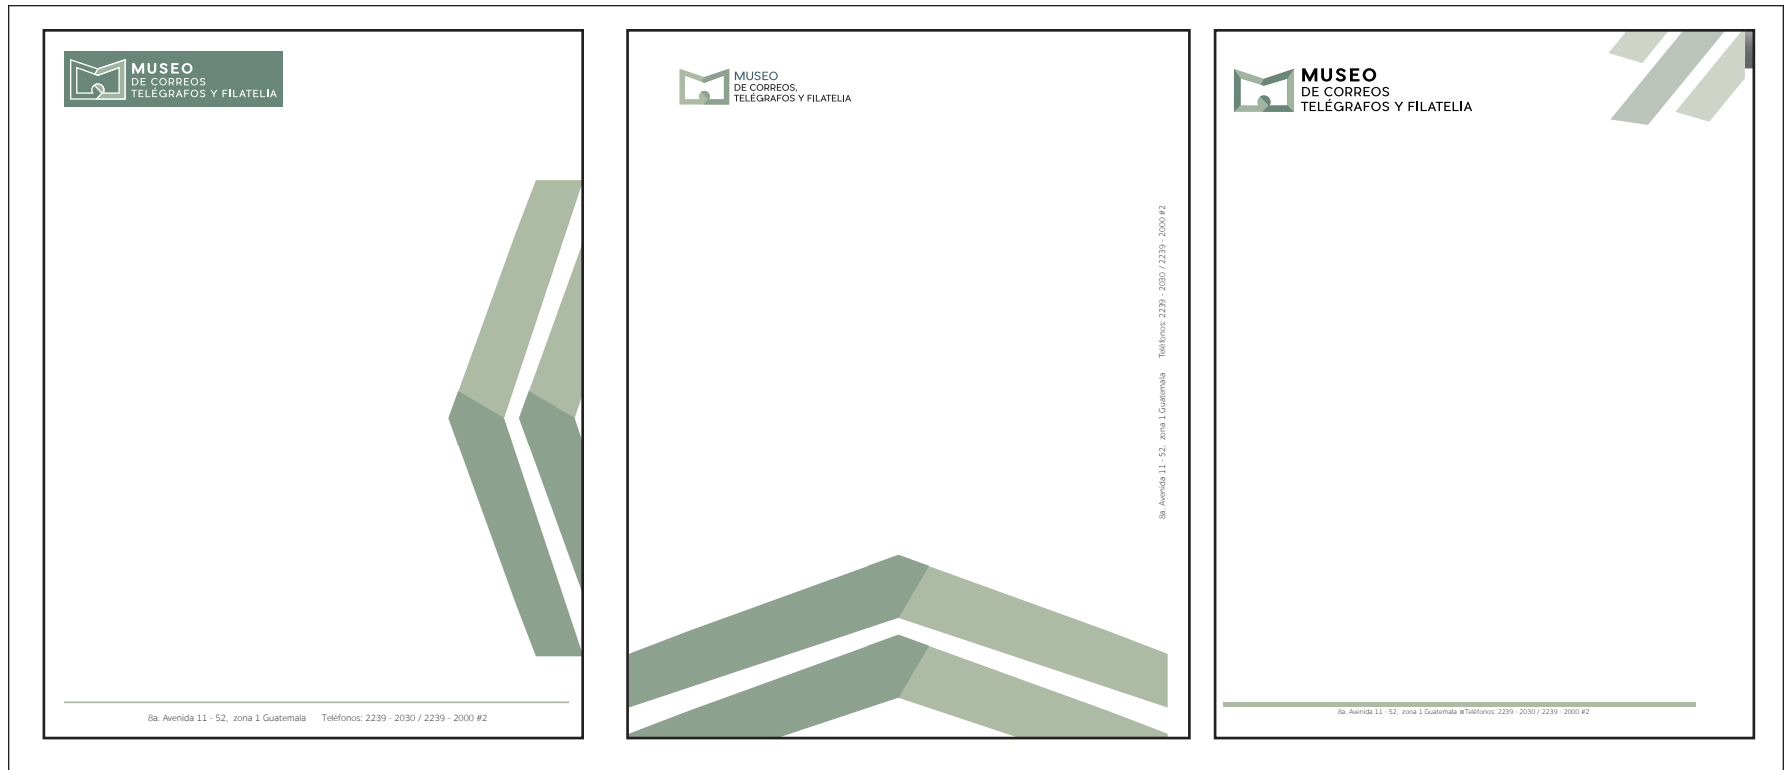 MUSEO
DE CORREOS
TELÉGRAFOS Y FILATELIA
8a. Avenida 11 - 52, zona 1 Guatemala Teléfonos: 2239 - 2030 / 2239 - 2000 #2
MUSEO
DE CORREOS,
TELÉGRAFOS Y FILATELIA
8a. Avenida 11 - 52, zona 1 Guatemala Teléfonos: 2239 - 2030 / 2239 - 2000 #2
MUSEO
DE CORREOS
TELÉGRAFOS Y FILATELIA
8a. Avenida 11 - 52, zona 1 Guatemala Teléfonos: 2239 - 2030 / 2239 - 2000 #2